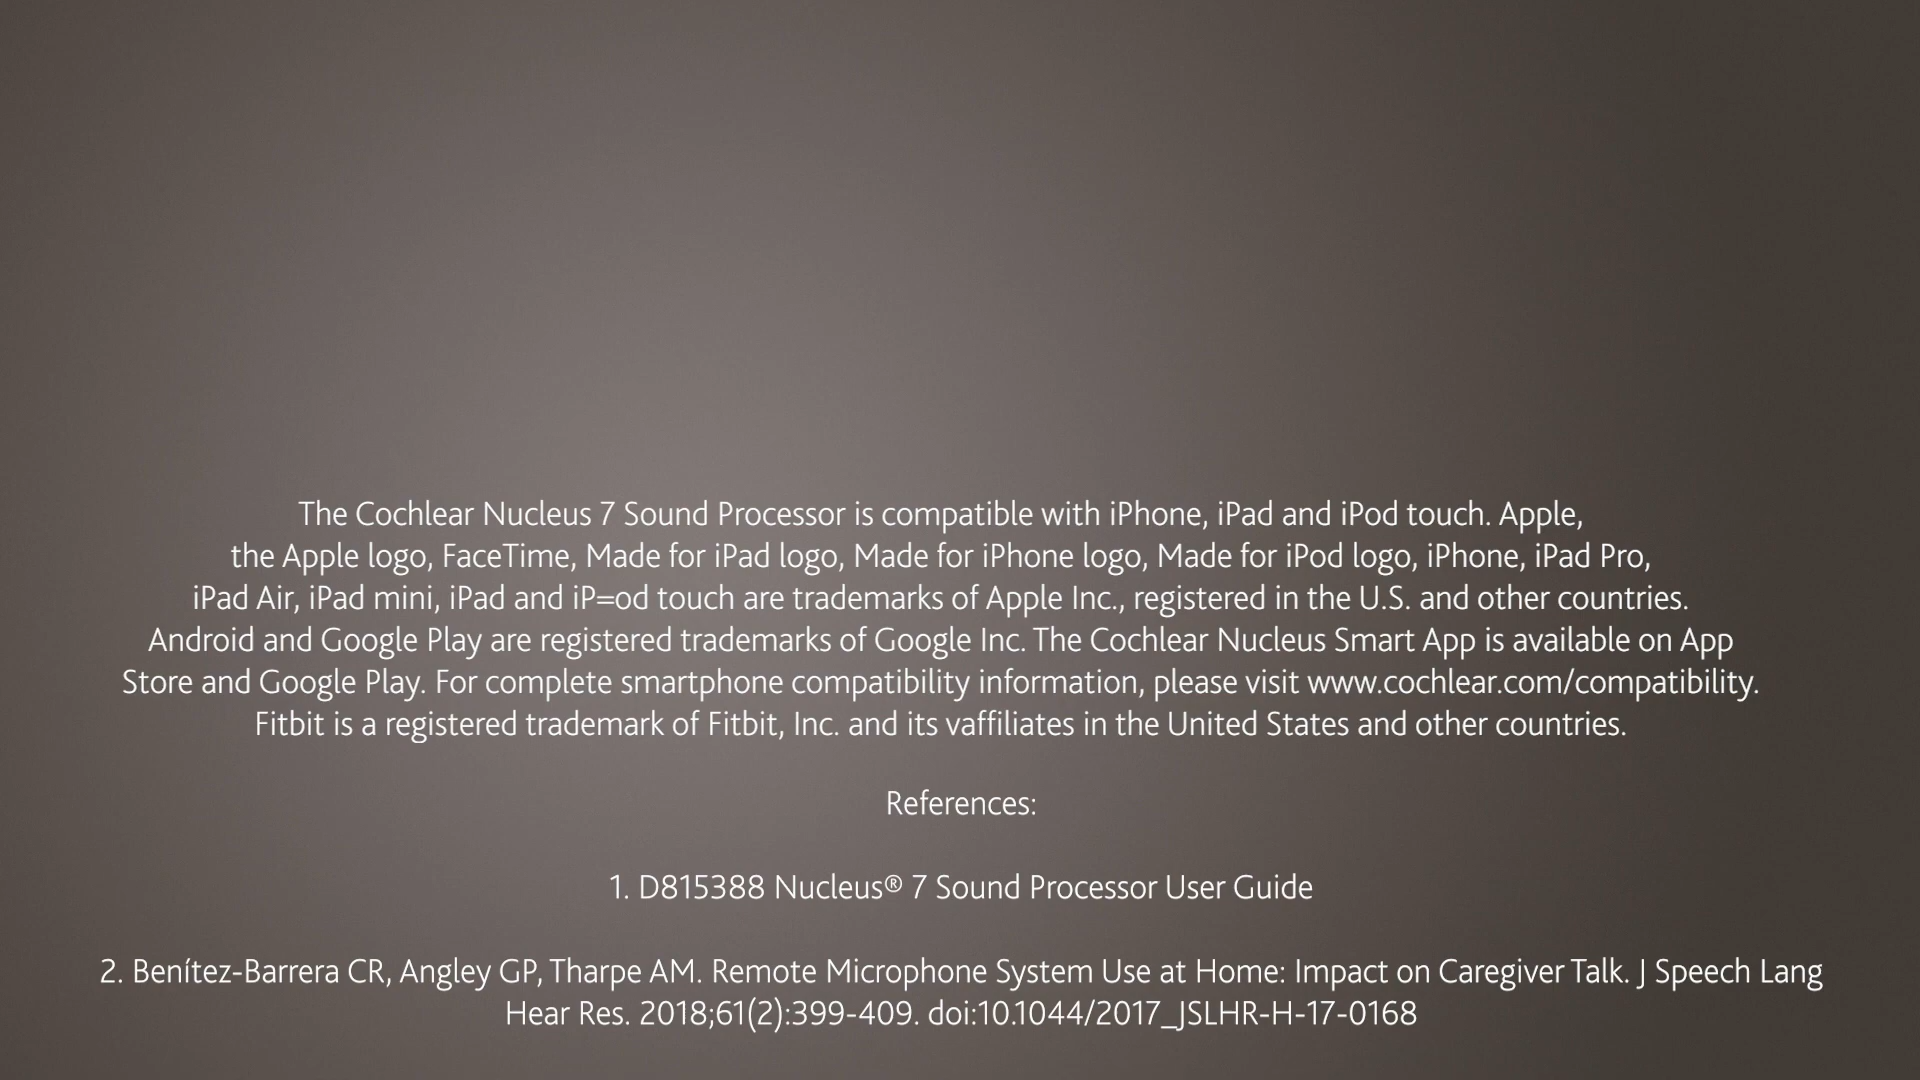 The Cochlear Nucleus 7 Sound Processor is compatible with iPhone, iPad and iPod touch. Apple,
the Apple logo, FaceTime, Made for iPad logo, Made for iPhone logo, Made for iPod logo, iPhone, iPad Pro,
iPad Air, iPad mini, iPad and iP=od touch are trademarks of Apple Inc., registered in the U.S. and other countries.
Android and Google Play are registered trademarks of Google Inc. The Cochlear Nucleus Smart App is available on App
Store and Google Play. For complete smartphone compatibility information, please visit www.cochlear.com/compatibility.
Fitbit is a registered trademark of Fitbit, Inc. and its vaffiliates in the United States and other countries.
References:
1. D815388 Nucleus® 7 Sound Processor User Guide
2. Benítez-Barrera CR, Angley GP, Tharpe AM. Remote Microphone System Use at Home: Impact on Caregiver Talk. J Speech Lang
Hear Res. 2018;61(2):399-409. doi:10.1044/2017_JSLHR-H-17-0168